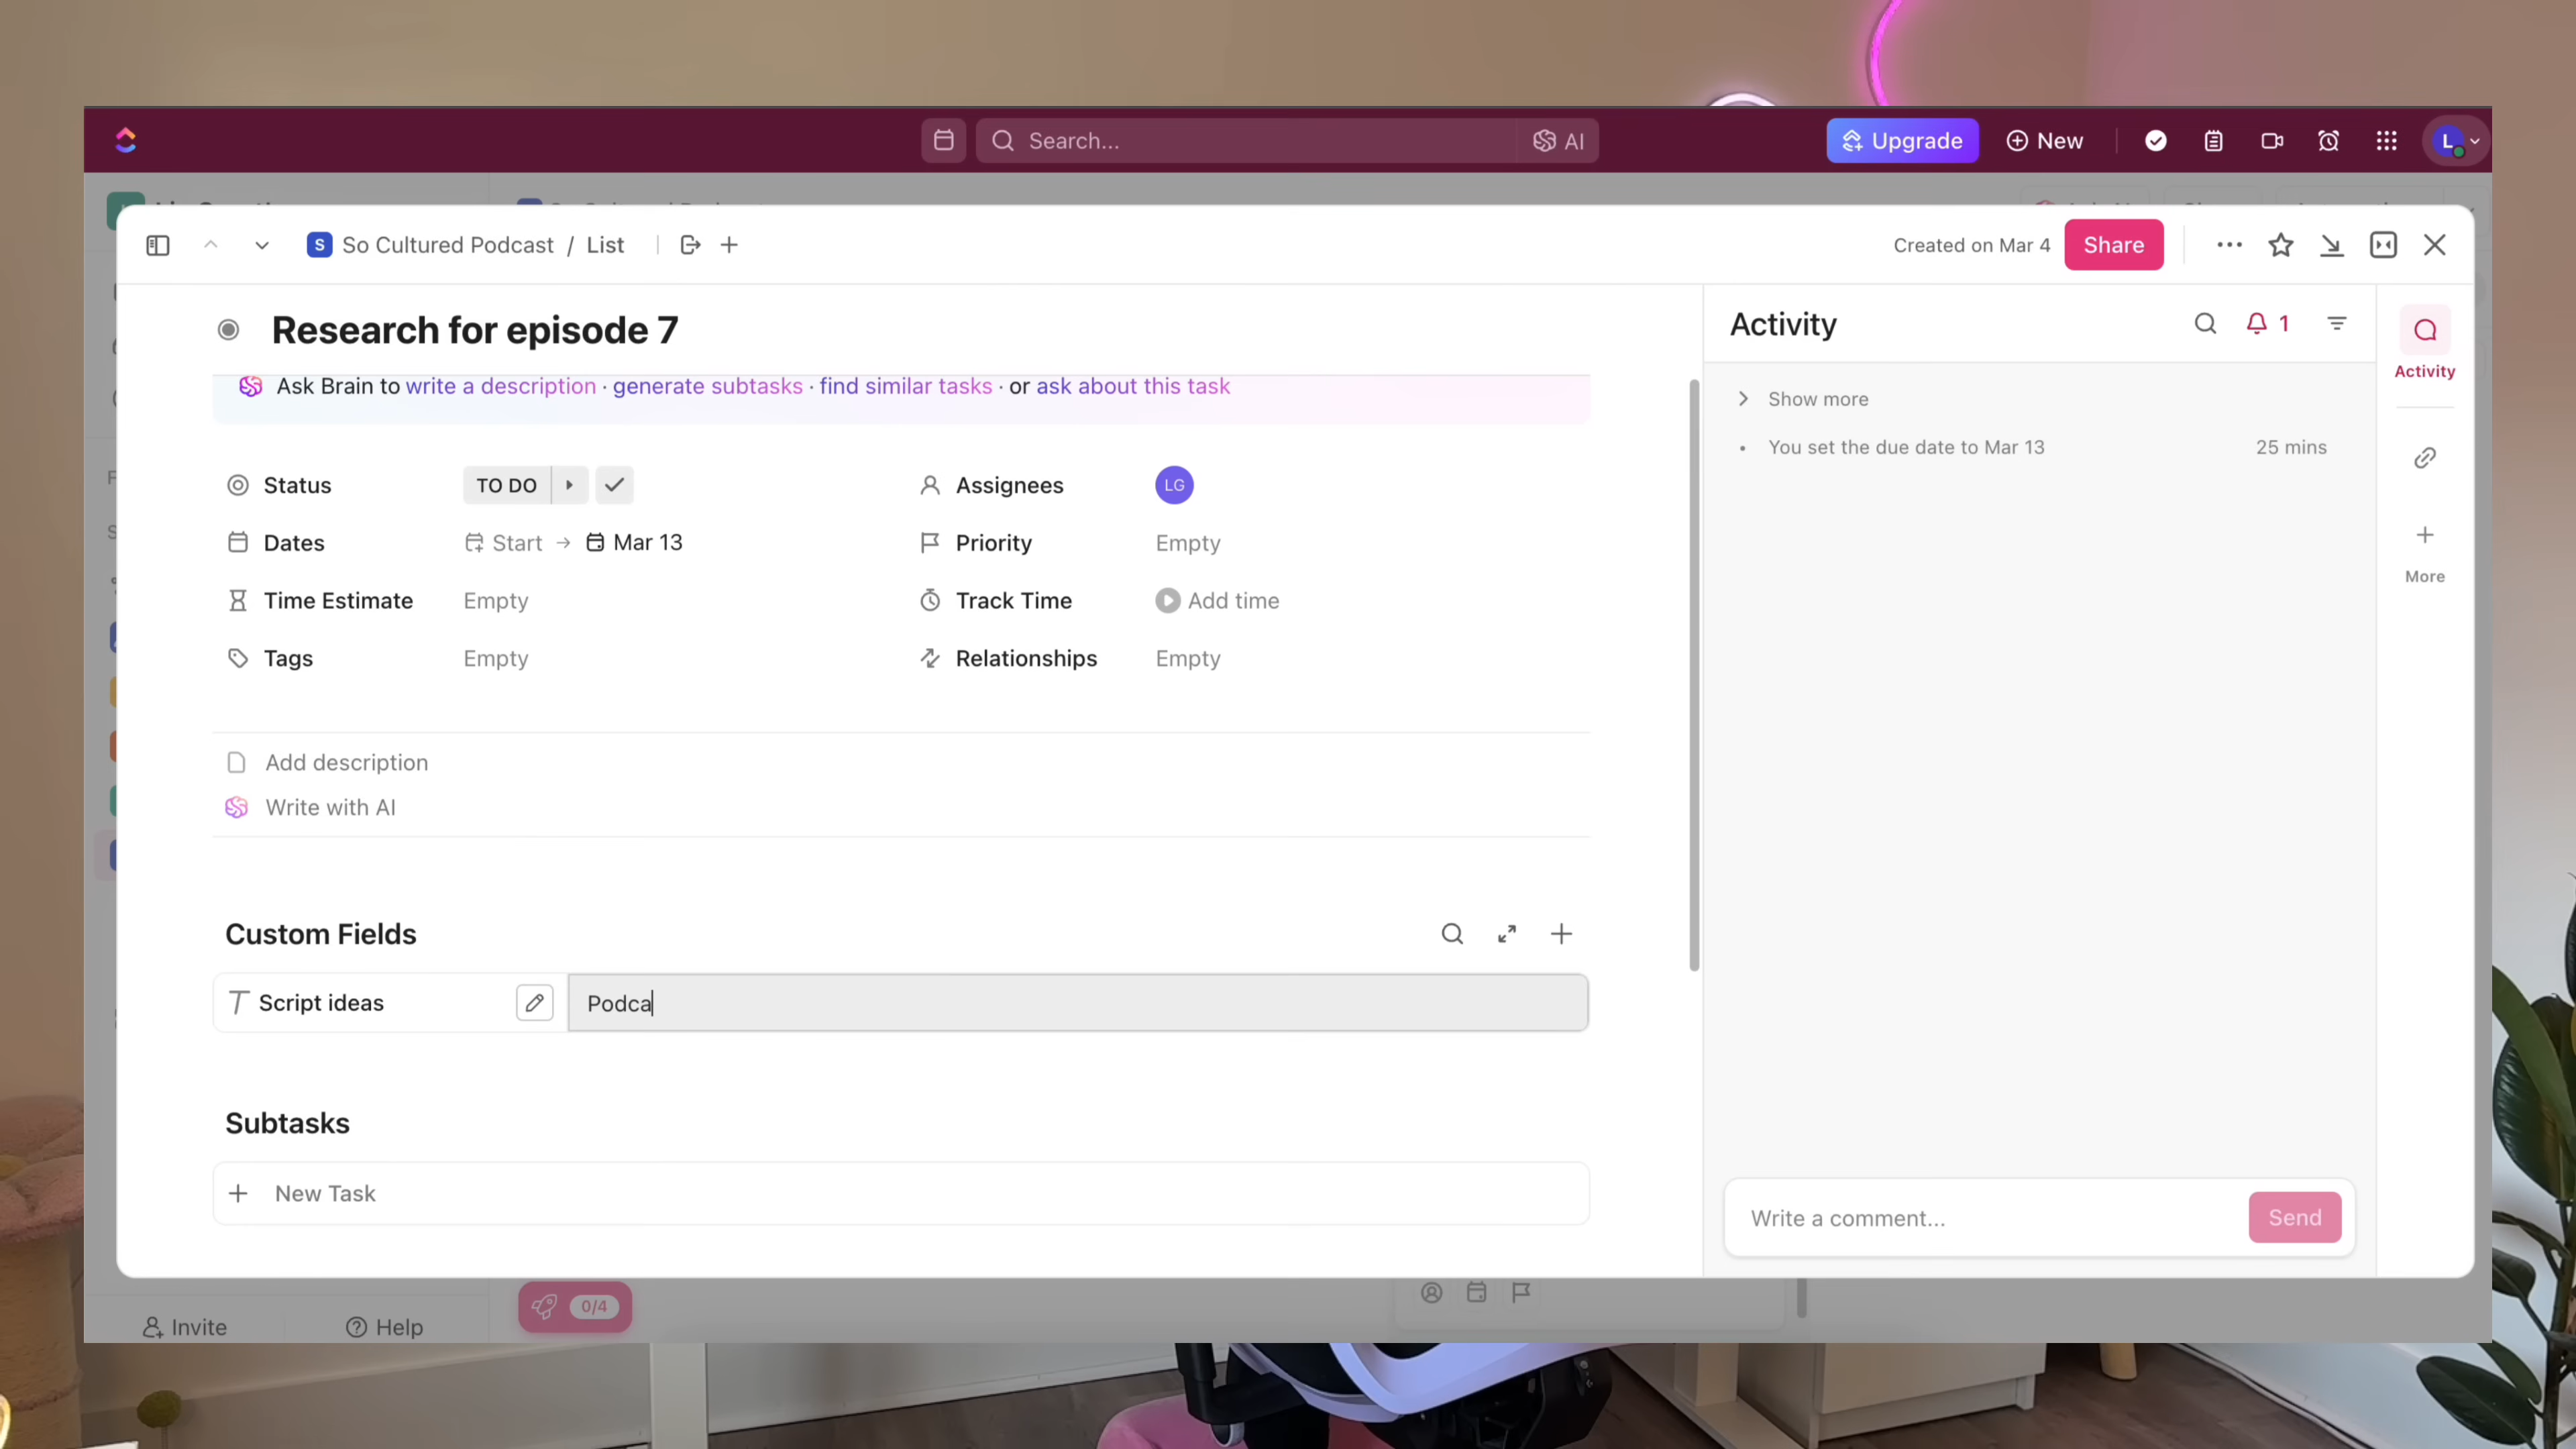 Search...
AI
Upgrade
New
L
S So Cultured Podcast / List
Created on Mar 4
Share
Research for episode 7
Ask Brain to write a description · generate subtasks · find similar tasks · or ask about this task
Status
TO DO
Assignees
LG
Dates
Start → Mar 13
Priority
Empty
Time Estimate
Empty
Track Time
Add time
Tags
Empty
Relationships
Empty
Add description
Write with AI
Custom Fields
Script ideas
Podca
Subtasks
New Task
Activity
1
Show more
• You set the due date to Mar 13
25 mins
Write a comment...
Send
Activity
More
Invite
Help
0/4